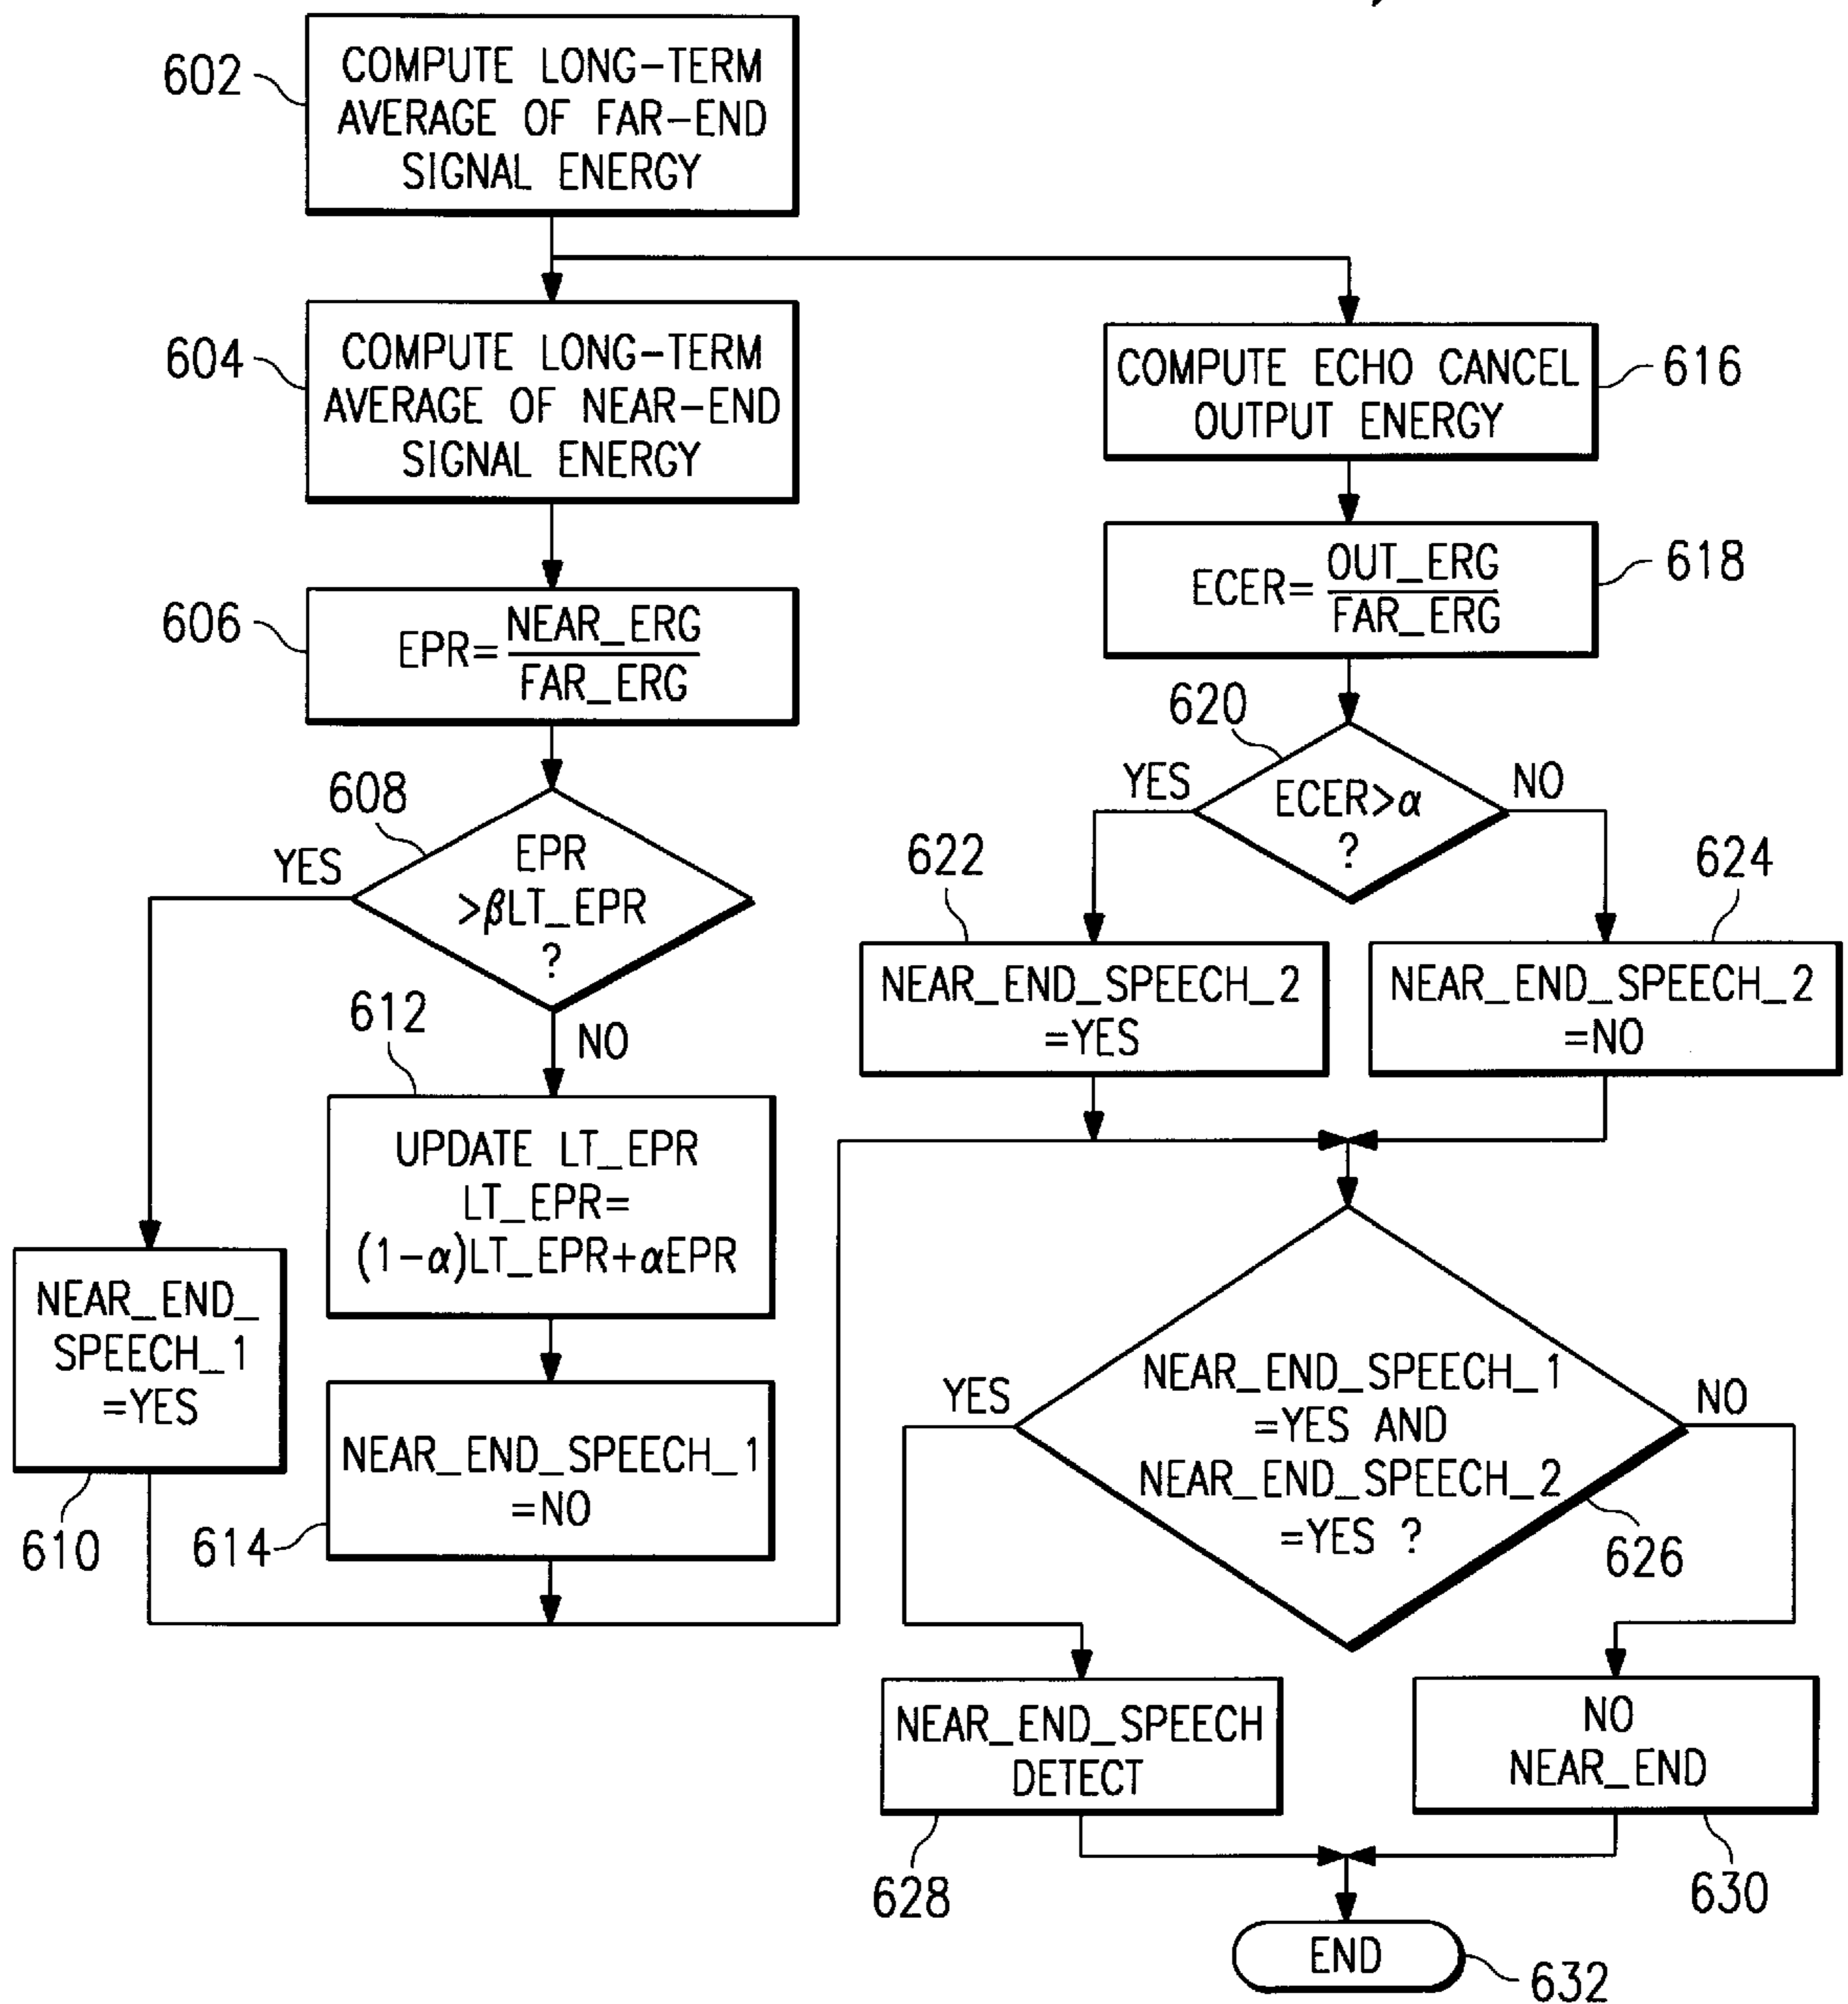 602
COMPUTE LONG-TERM
AVERAGE OF FAR-END
SIGNAL ENERGY
604
COMPUTE LONG-TERM
AVERAGE OF NEAR-END
SIGNAL ENERGY
COMPUTE ECHO CANCEL
OUTPUT ENERGY
616
606
EPR=NEAR_ERG
FAR_ERG
ECER=OUT_ERG
FAR_ERG
618
608
EPR
>βLT_EPR
?
YES
NO
620
ECER>α
?
YES
NO
622
NEAR_END_SPEECH_2
=YES
624
NEAR_END_SPEECH_2
=NO
612
UPDATE LT_EPR
LT_EPR=
(1-α)LT_EPR+αEPR
NEAR_END_
SPEECH_1
=YES
610
NEAR_END_SPEECH_1
=NO
614
NEAR_END_SPEECH_1
=YES AND
NEAR_END_SPEECH_2
=YES ?
626
YES
NO
NEAR_END_SPEECH
DETECT
628
NO
NEAR_END
630
END
632